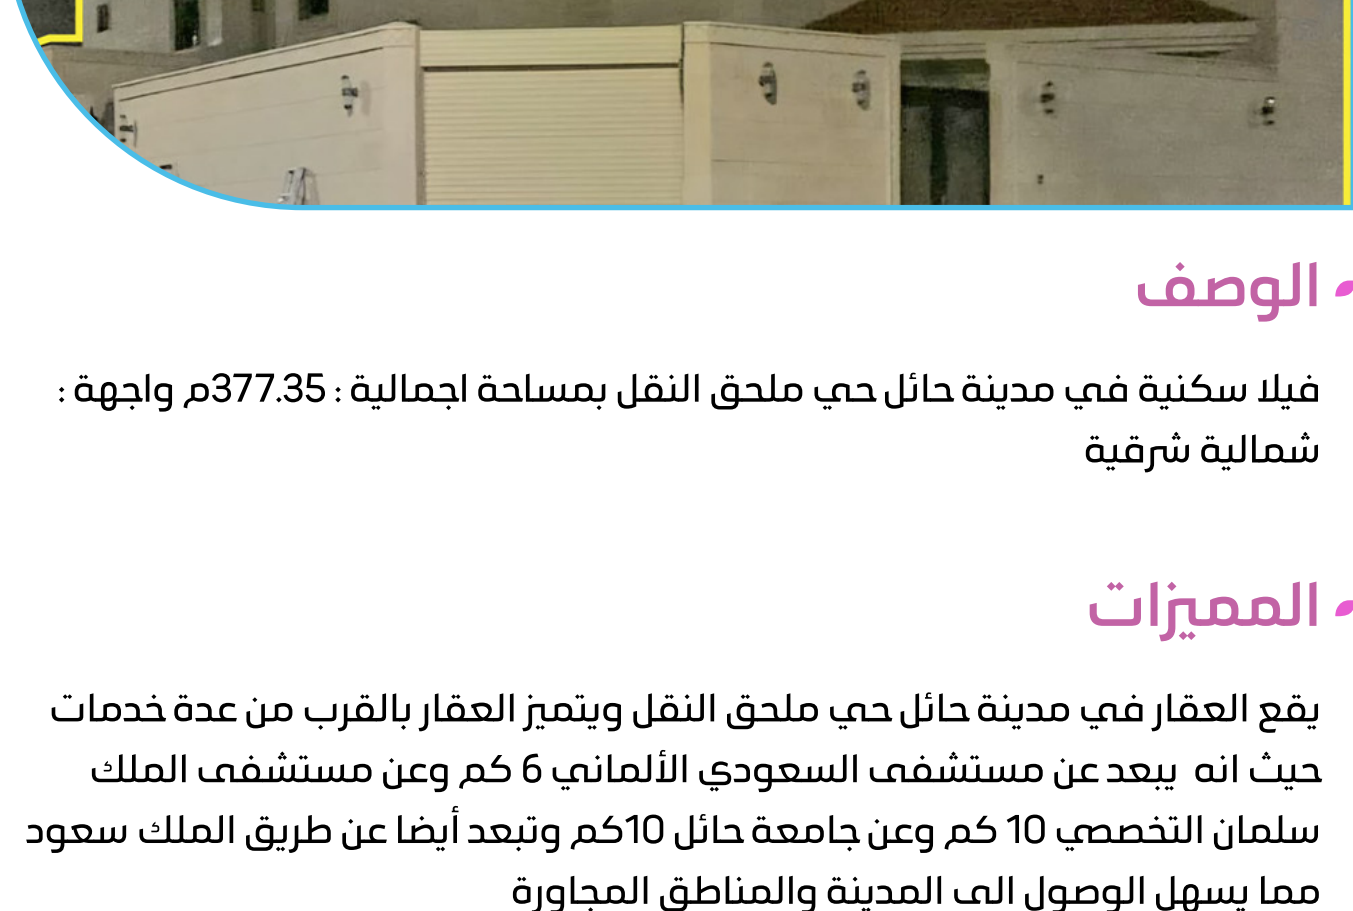 الوصف
فيلا سكنية في مدينة حائل حي ملحق النقل بمساحة اجمالية : 377.35م واجهة :
شمالية شرقية
المميزات
يقع العقار في مدينة حائل حي ملحق النقل ويتميز العقار بالقرب من عدة خدمات
حيث انه يبعد عن مستشفى السعودي الألماني 6 كم وعن مستشفى الملك
سلمان التخصصي 10 كم وعن جامعة حائل 10كم وتبعد أيضا عن طريق الملك سعود
مما يسهل الوصول الى المدينة والمناطق المجاورة